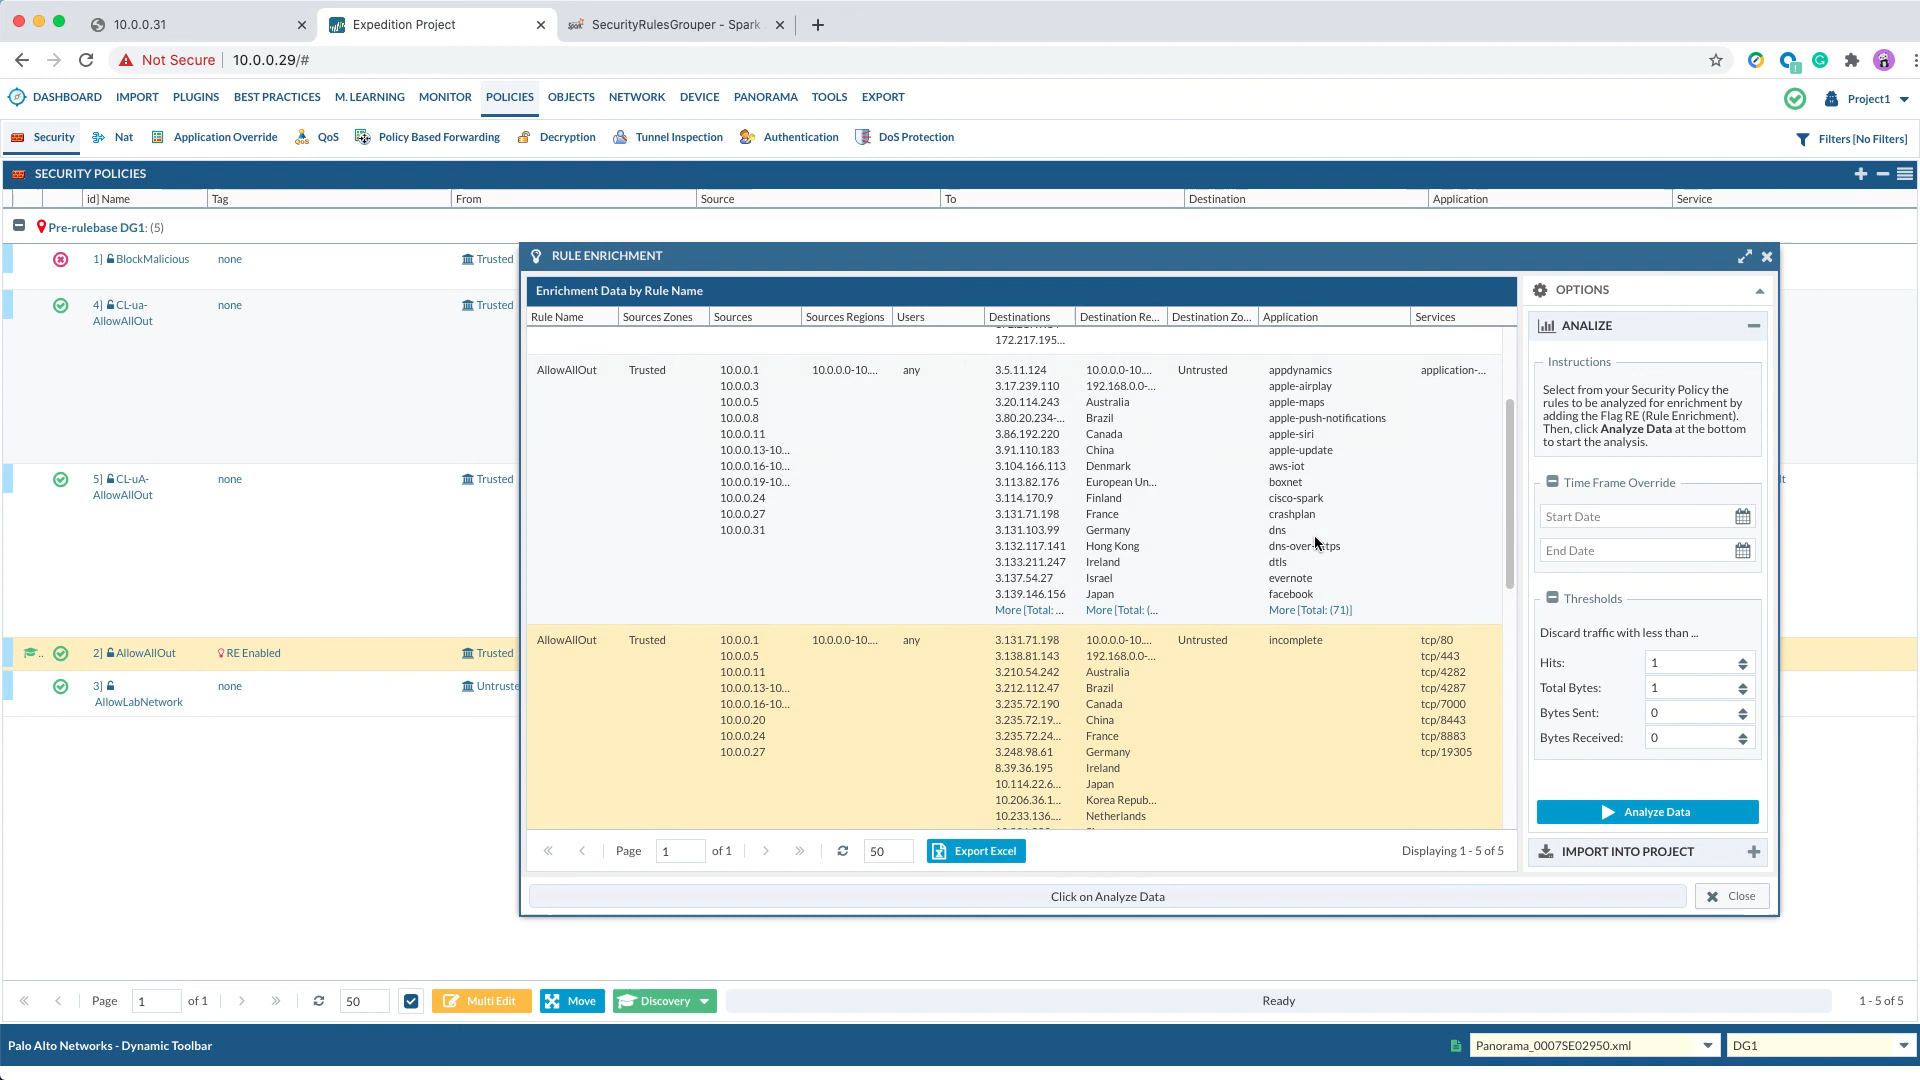 10.0.0.31
Expedition Project
SecurityRulesGrouper - Spark
Not Secure
10.0.0.29/#
DASHBOARD IMPORT PLUGINS BEST PRACTICES M. LEARNING MONITOR POLICIES OBJECTS NETWORK DEVICE PANORAMA TOOLS EXPORT
Project1
Security Nat Application Override QoS Policy Based Forwarding Decryption Tunnel Inspection Authentication DoS Protection
Filters [No Filters]
SECURITY POLICIES
id] Name Tag From Source To Destination Application Service
Pre-rulebase DG1: (5)
1] BlockMalicious none Trusted
4] CL-ua-
AllowAllOut
none Trusted
5] CL-uA-
AllowAllOut
none Trusted
2] AllowAllOut RE Enabled Trusted
3]
AllowLabNetwork
none Untruste
RULE ENRICHMENT
Enrichment Data by Rule Name
Rule Name Sources Zones Sources Sources Regions Users Destinations Destination Re... Destination Zo... Application Services
172.217.195...
AllowAllOut Trusted 10.0.0.1 10.0.0.0-10.... any 3.5.11.124 10.0.0.0-10.... Untrusted appdynamics application-...
10.0.0.3 3.17.239.110 192.168.0.0-... apple-airplay
10.0.0.5 3.20.114.243 Australia apple-maps
10.0.0.8 3.80.20.234-... Brazil apple-push-notifications
10.0.0.11 3.86.192.220 Canada apple-siri
10.0.0.13-10... 3.91.110.183 China apple-update
10.0.0.16-10... 3.104.166.113 Denmark aws-iot
10.0.0.19-10... 3.113.82.176 European Un... boxnet
10.0.0.24 3.114.170.9 Finland cisco-spark
10.0.0.27 3.131.71.198 France crashplan
10.0.0.31 3.131.103.99 Germany dns
3.132.117.141 Hong Kong
3.133.211.247 Ireland dtls
3.137.54.27 Israel evernote
3.139.146.156 Japan facebook
More [Total: ... More [Total: (... More [Total: (71)]
AllowAllOut Trusted 10.0.0.1 10.0.0.0-10.... any 3.131.71.198 10.0.0.0-10.... Untrusted incomplete tcp/80
10.0.0.5 3.138.81.143 192.168.0.0-... tcp/443
10.0.0.11 3.210.54.242 Australia tcp/4282
10.0.0.13-10... 3.212.112.47 Brazil tcp/4287
10.0.0.16-10... 3.235.72.190 Canada tcp/7000
10.0.0.20 3.235.72.19... China tcp/8443
10.0.0.24 3.235.72.24... France tcp/8883
10.0.0.27 3.248.98.61 Germany tcp/19305
8.39.36.195 Ireland
10.114.22.6... Japan
10.206.36.1... Korea Repub...
10.233.136.... Netherlands
Page 1 of 1 50 Export Excel Displaying 1 - 5 of 5
Click on Analyze Data
Close
OPTIONS
ANALIZE
Instructions
Select from your Security Policy the
rules to be analyzed for enrichment by
adding the Flag RE (Rule Enrichment).
Then, click Analyze Data at the bottom
to start the analysis.
Time Frame Override
Start Date
End Date
Thresholds
Discard traffic with less than ...
Hits: 1
Total Bytes: 1
Bytes Sent: 0
Bytes Received: 0
Analyze Data
IMPORT INTO PROJECT
Page 1 of 1 50 Multi Edit Move Discovery Ready 1 - 5 of 5
Palo Alto Networks - Dynamic Toolbar
Panorama_0007SE02950.xml
DG1